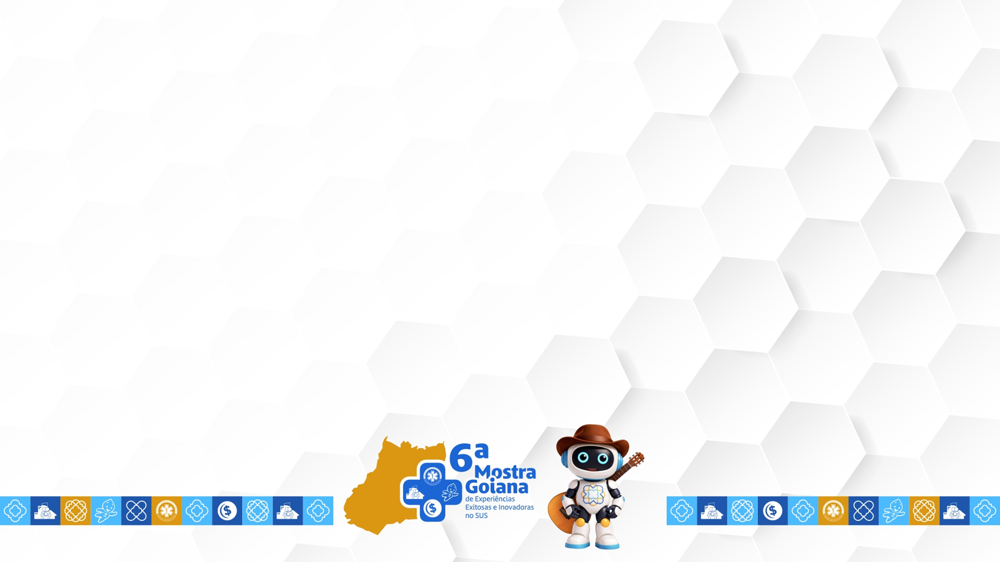 6ª
Mostra
Goiana
de Experiências
Exitosas e Inovadoras
no SUS